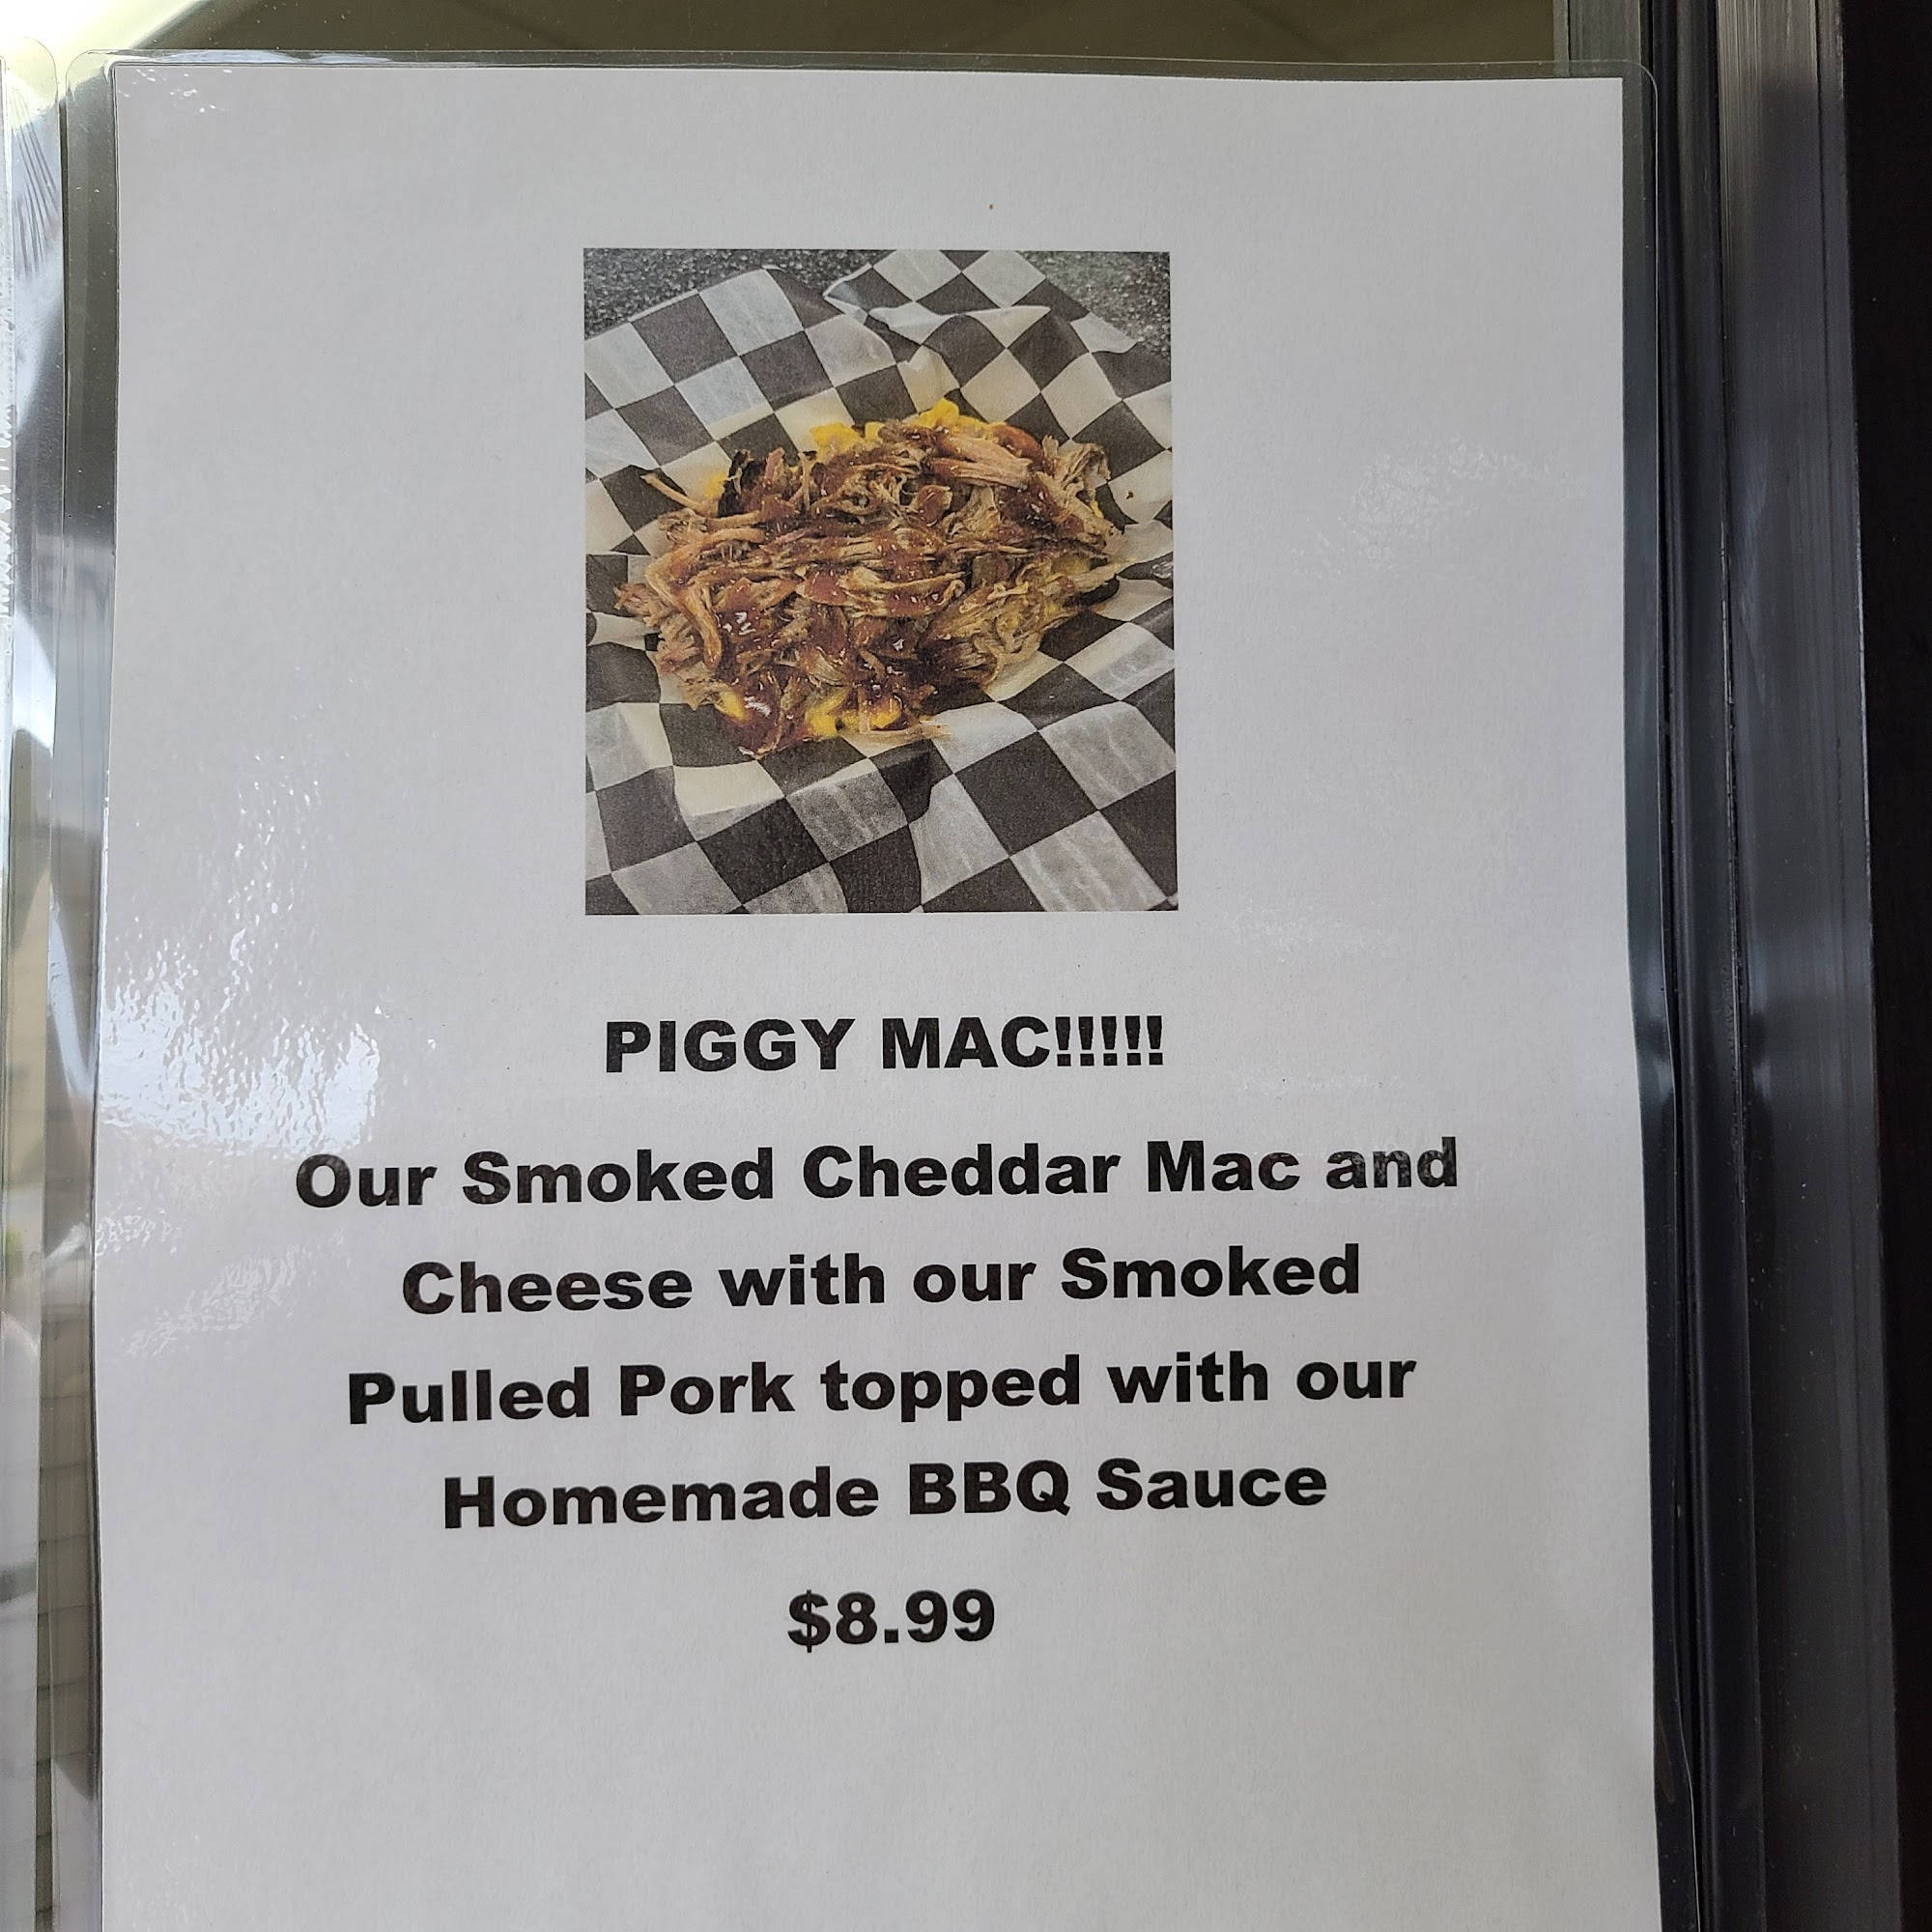 PIGGY MAC!!!!!
Our Smoked Cheddar Mac and
Cheese with our Smoked
Pulled Pork topped with our
Homemade BBQ Sauce
$8.99